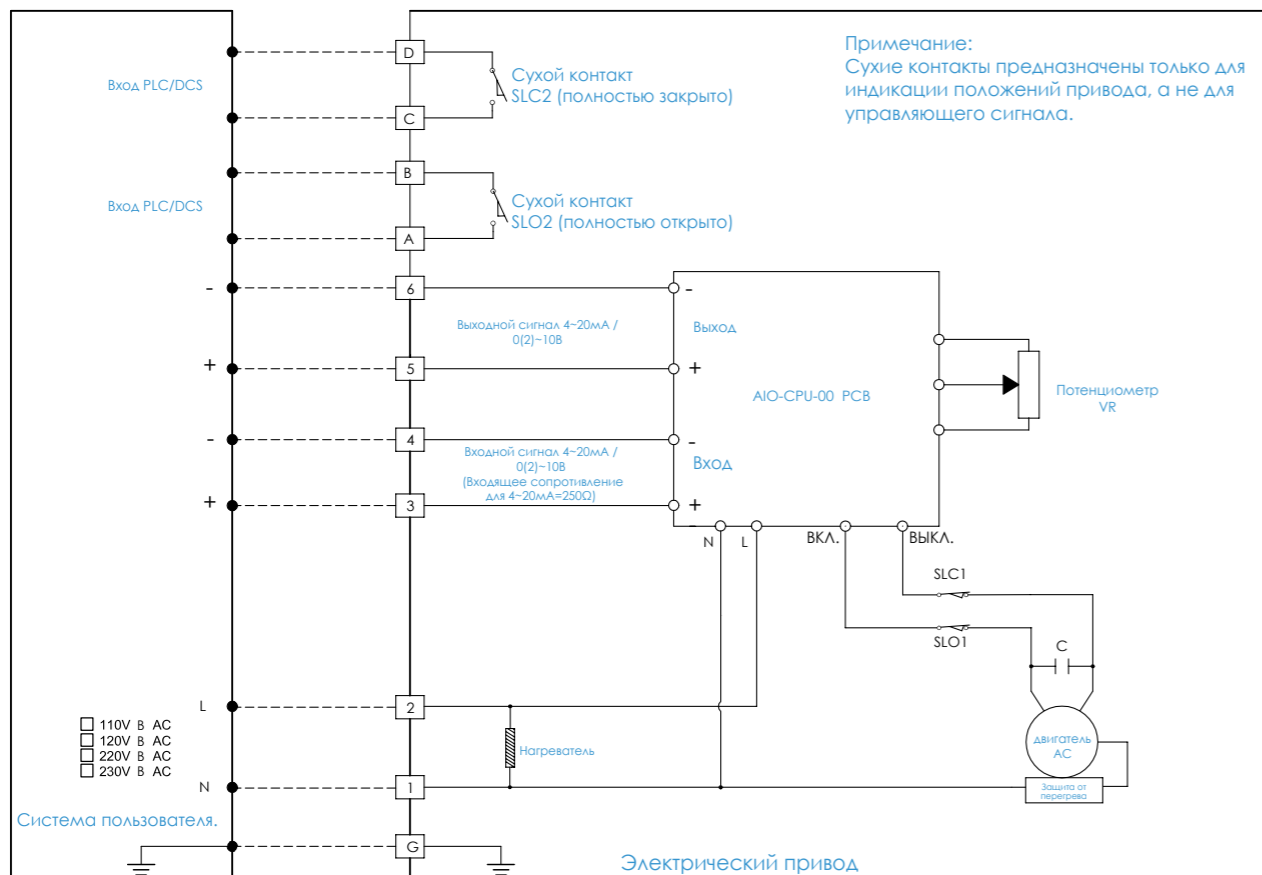 Примечание:
Сухие контакты предназначены только для
индикации положений привода, а не для
управляющего сигнала.
D
Вход PLC/DCS
Сухой контакт
SLC2 (полностью закрыто)
C
B
Вход PLC/DCS
Сухой контакт
SLO2 (полностью открыто)
A
-
6
-
Выходной сигнал 4~20мА /
0(2)~10В
Выход
+
5
+
AIO-CPU-00 PCB
Потенциометр
VR
-
4
-
Входной сигнал 4~20мА /
0(2)~10В
(Входящее сопротивление
для 4~20мА=250Ω)
Вход
+
3
+
-
N
L
ВКЛ.
ВЫКЛ.
SLC1
SLO1
C
L
2
110V В AC
120V В AC
220V В AC
230V В AC
Нагреватель
двигатель
AC
N
1
Защита от
перегрева
Система пользователя.
G
Электрический привод